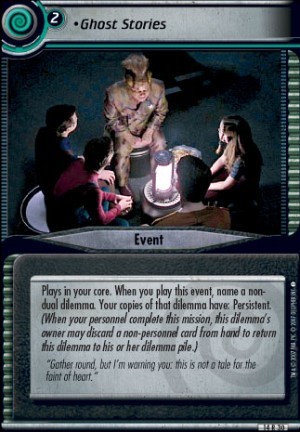 2 •Ghost Stories
Event
Plays in your core. When you play this event, name a non-
dual dilemma. Your copies of that dilemma have: Persistent.
(When your personnel complete this mission, this dilemma's
owner may discard a non-personnel card from hand to return
this dilemma to his or her dilemma pile.)
"Gather round, but I'm warning you: this is not a tale for the
faint of heart."
14 R 30